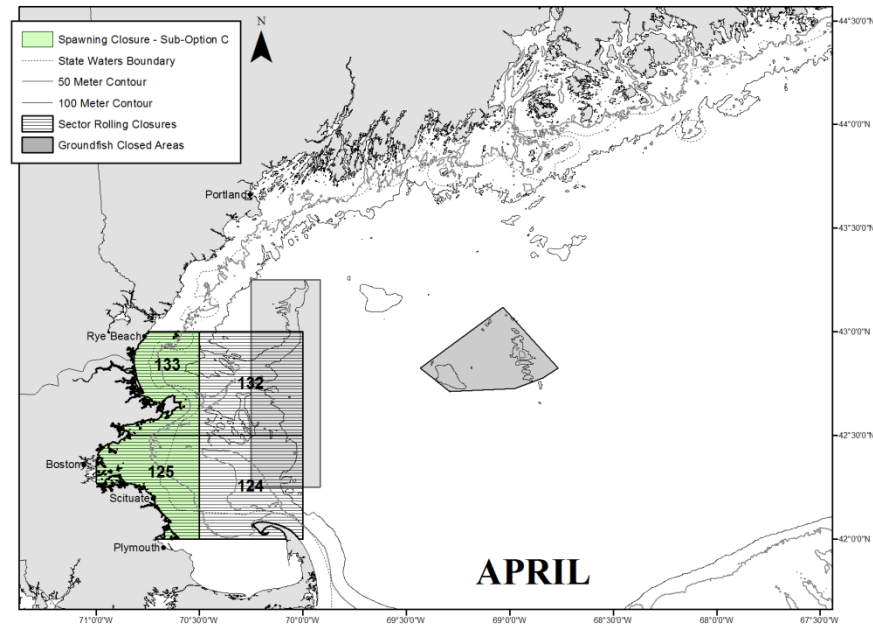 N
Spawning Closure - Sub-Option C
State Waters Boundary
50 Meter Contour
100 Meter Contour
Sector Rolling Closures
Groundfish Closed Areas
44°30'0"N
44°0'0"N
Portland
43°30'0"N
Rye Beach
43°0'0"N
133
132
42°30'0"N
Boston
125
124
Scituate
Plymouth
42°0'0"N
APRIL
71°0'0"W
70°30'0"W
70°0'0"W
69°30'0"W
69°0'0"W
68°30'0"W
68°0'0"W
67°30'0"W